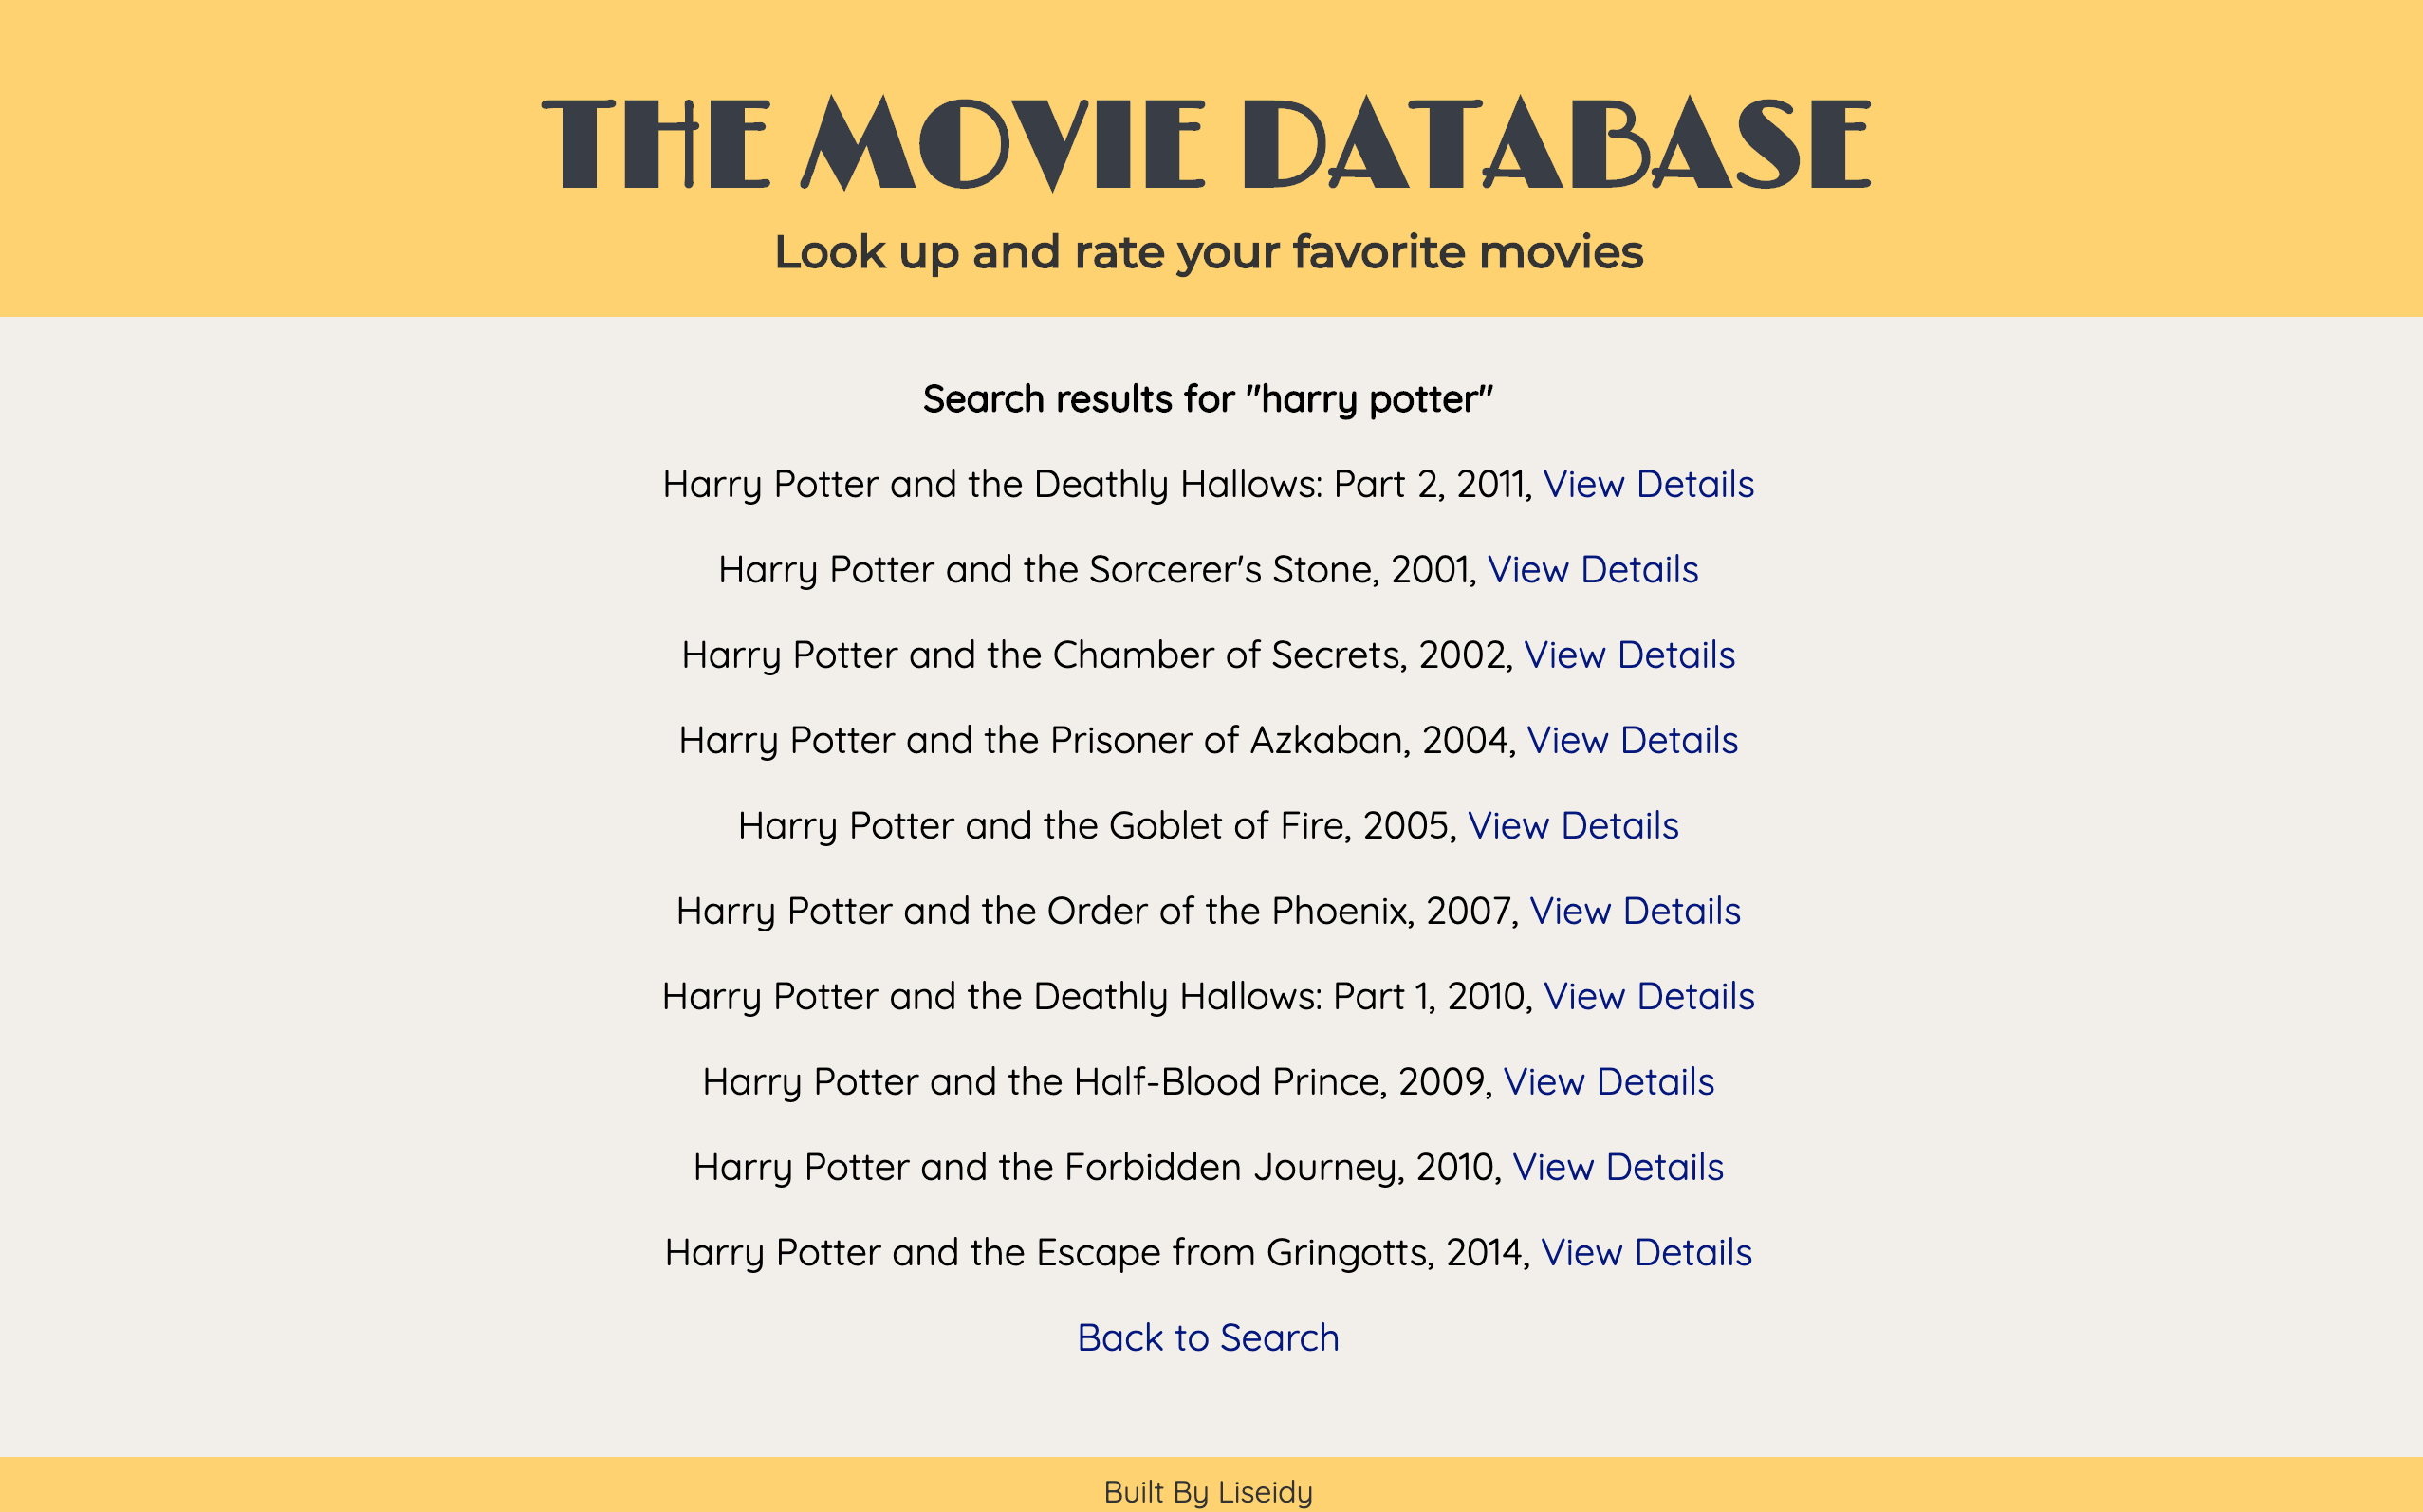 THE MOVIE DATABASE
Look up and rate your favorite movies
Search results for "harry potter"
Harry Potter and the Deathly Hallows: Part 2, 2011, View Details
Harry Potter and the Sorcerer's Stone, 2001, View Details
Harry Potter and the Chamber of Secrets, 2002, View Details
Harry Potter and the Prisoner of Azkaban, 2004, View Details
Harry Potter and the Goblet of Fire, 2005, View Details
Harry Potter and the Order of the Phoenix, 2007, View Details
Harry Potter and the Deathly Hallows: Part 1, 2010, View Details
Harry Potter and the Half-Blood Prince, 2009, View Details
Harry Potter and the Forbidden Journey, 2010, View Details
Harry Potter and the Escape from Gringotts, 2014, View Details
Back to Search
Built By Liseidy